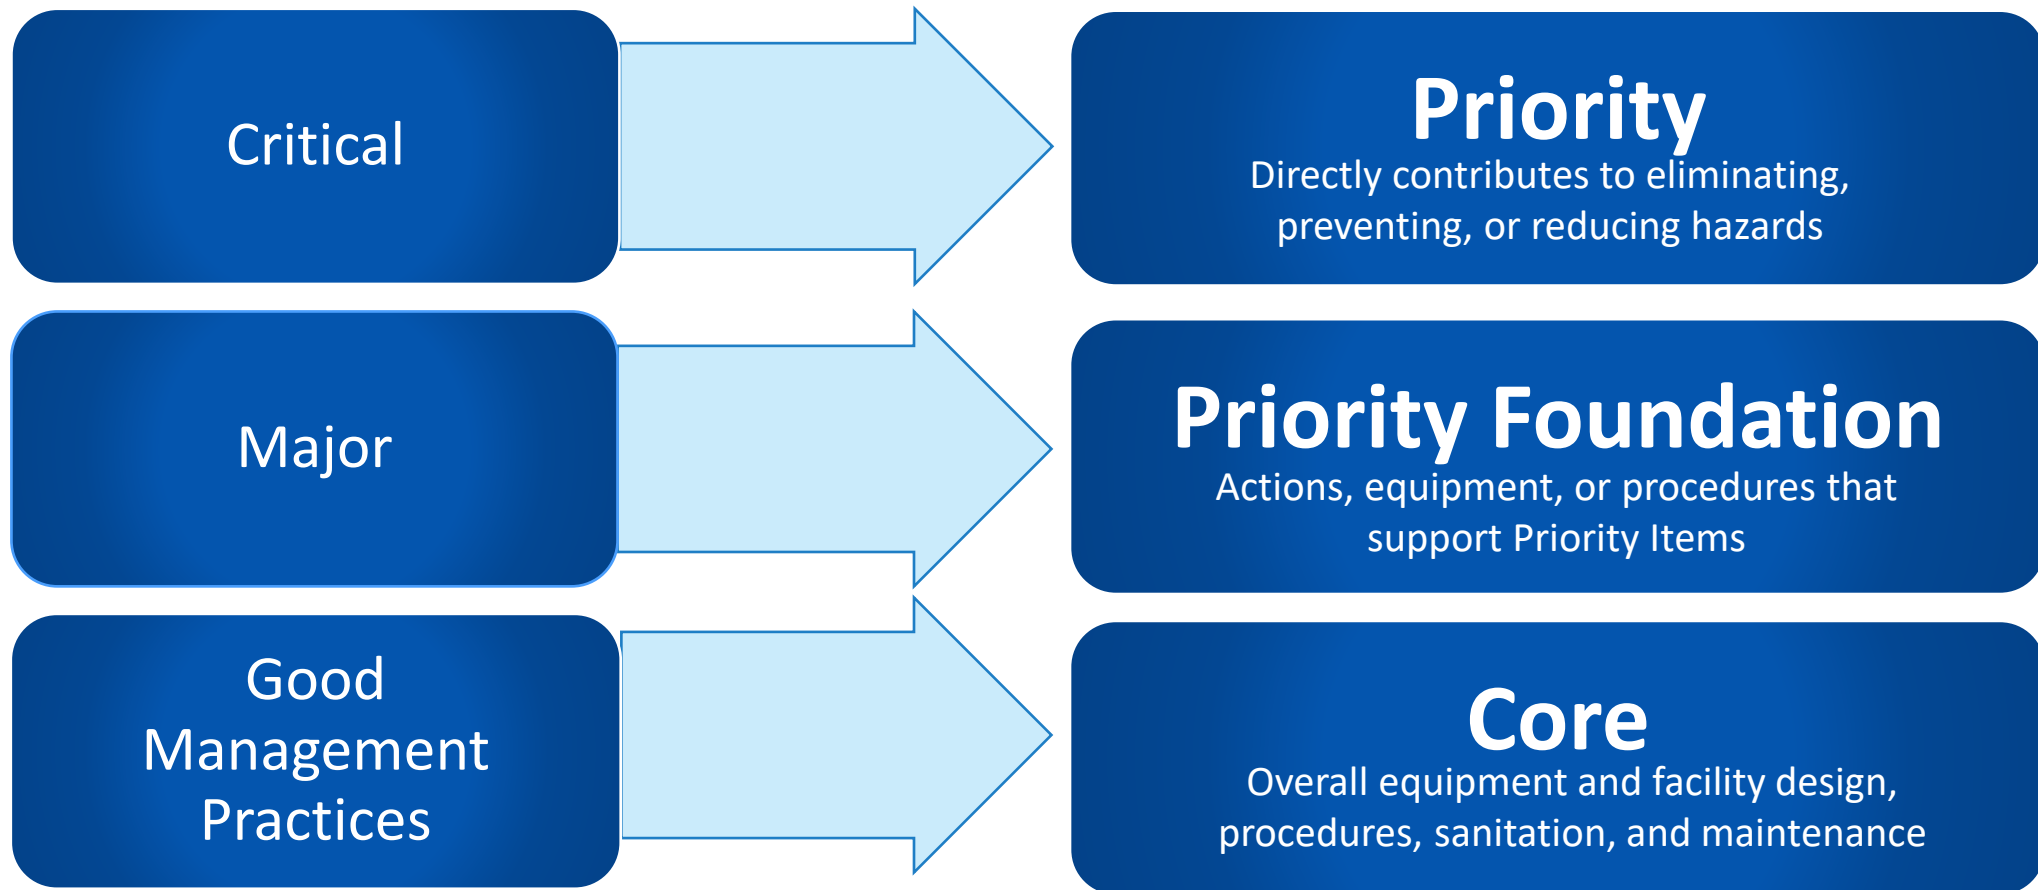 Critical
Priority
Directly contributes to eliminating,
preventing, or reducing hazards
Major
Priority Foundation
Actions, equipment, or procedures that
support Priority Items
Good
Management
Practices
Core
Overall equipment and facility design,
procedures, sanitation, and maintenance